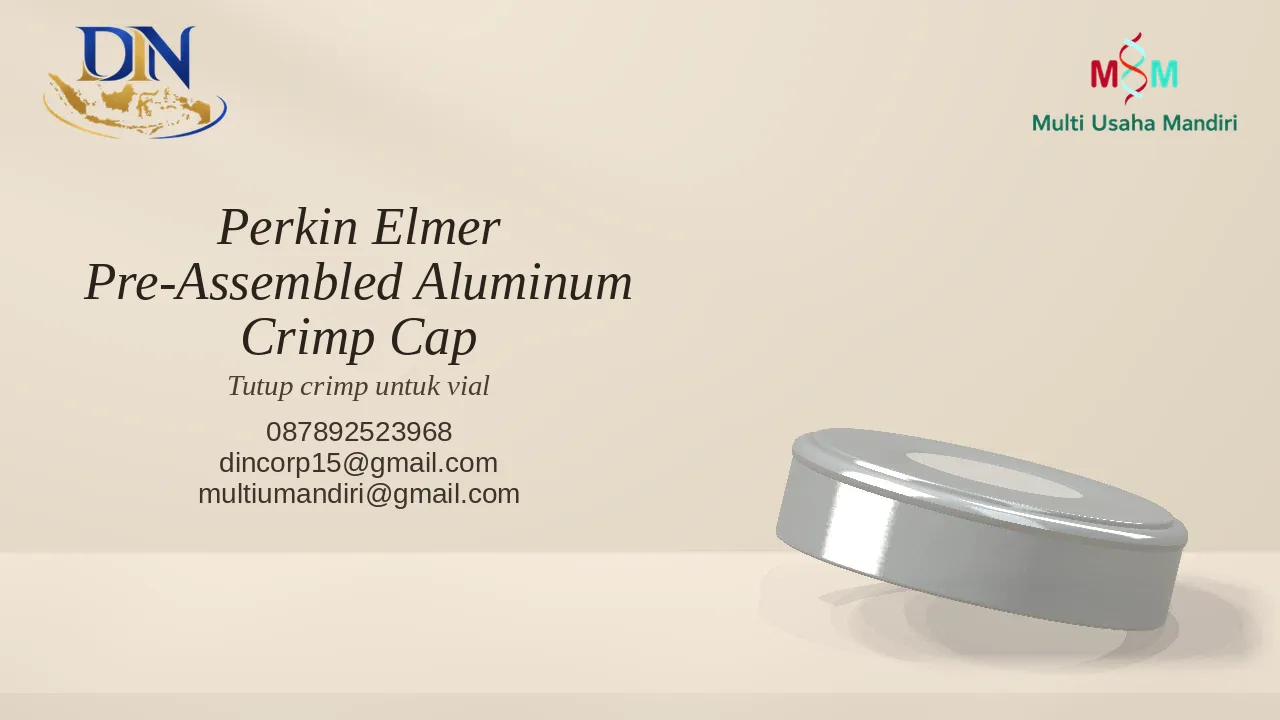 DIN
MSM
Multi Usaha Mandiri
Perkin Elmer
Pre-Assembled Aluminum
Crimp Cap
Tutup crimp untuk vial
087892523968
dincorp15@gmail.com
multiumandiri@gmail.com